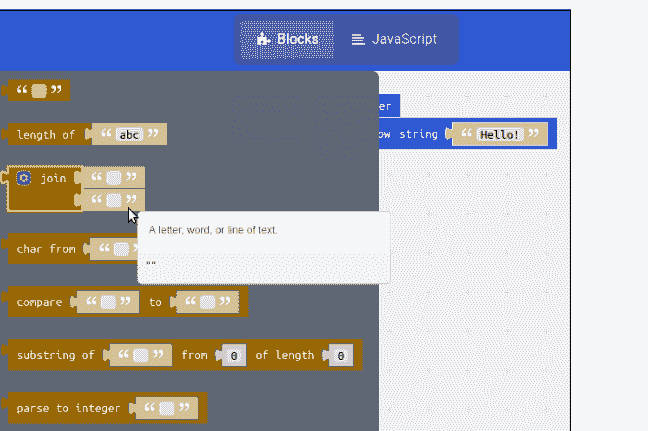 Blocks JavaScript
“ ”
er
length of “ abc ”
ow string “ Hello! ”
join “ ”
“ ”
A letter, word, or line of text.
char from “
""
compare “ ” to “ ”
substring of “ ” from 0 of length 0
parse to integer “ ”